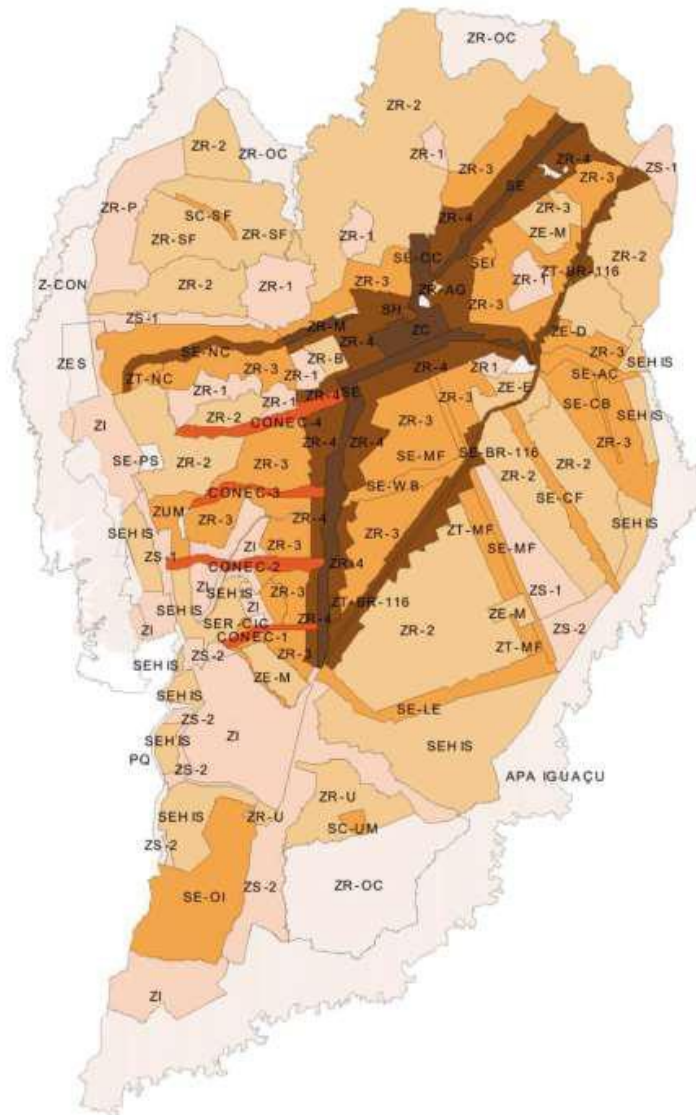 ZR-OC
ZR-2
ZR-2
ZR-OC
ZR-1
ZR-3
ZR-4
ZR-3
ZS-1
SE
ZR-P
SC-SF
ZR-SF
ZR-SF
ZR-4
ZR-3
ZE-M
ZR-1
SE-CC
SEI
ZR-2
Z-CON
ZR-2
ZR-1
ZR-3
ZR-AG
ZR-1
ZT-BR-116
ZR-3
SH
ZS-1
ZR-M
ZC
ZE-D
ZES
SE-NC
ZR-4
ZR-B
ZR-3
ZR-3
SEHIS
ZT-NC
ZR-1
ZR-1
ZR-4
ZR1
ZE-E
SE-AC
ZR-1
ZR-4
SE
ZR-3
SE-CB
SEHIS
ZI
ZR-2
CONEC-4
ZR-4
ZR-4
ZR-3
ZR-3
SE-PS
ZR-2
ZR-3
SE-MF
SE-BR-116
ZR-2
ZR-2
CONEC-3
SE-WB
SE-CF
SEHIS
ZUM
ZR-3
ZR-4
SEHIS
ZI
ZR-3
ZR-3
ZT-MF
SE-MF
ZS-1
CONEC-2
ZR-4
ZI
SEHIS
ZI
ZR-3
ZS-1
SEHIS
SER-CIC
ZR-4
ZT-BR-116
ZE-M
ZI
CONEC-1
ZR-2
ZS-2
SEHIS
ZS-2
ZR-3
ZT-MF
ZE-M
SEHIS
SE-LE
ZS-2
SEHIS
ZI
SEHIS
PQ
ZS-2
APA IGUAÇU
ZR-U
SEHIS
ZR-U
SC-UM
ZS-2
ZS-2
ZR-OC
SE-OI
ZI